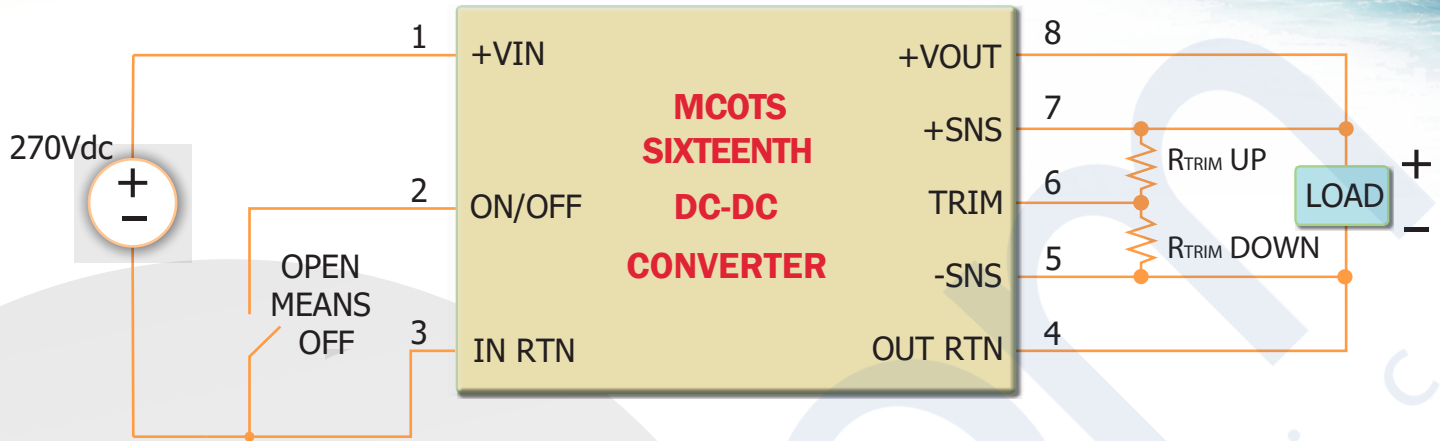 1
+VIN
270Vdc
+
−
2
ON/OFF
OPEN
MEANS
OFF
3
IN RTN
MCOTS
SIXTEENTH
DC-DC
CONVERTER
+VOUT
8
+SNS
7
TRIM
6
-SNS
5
OUT RTN
4
RTRIM UP
RTRIM DOWN
LOAD
+
−